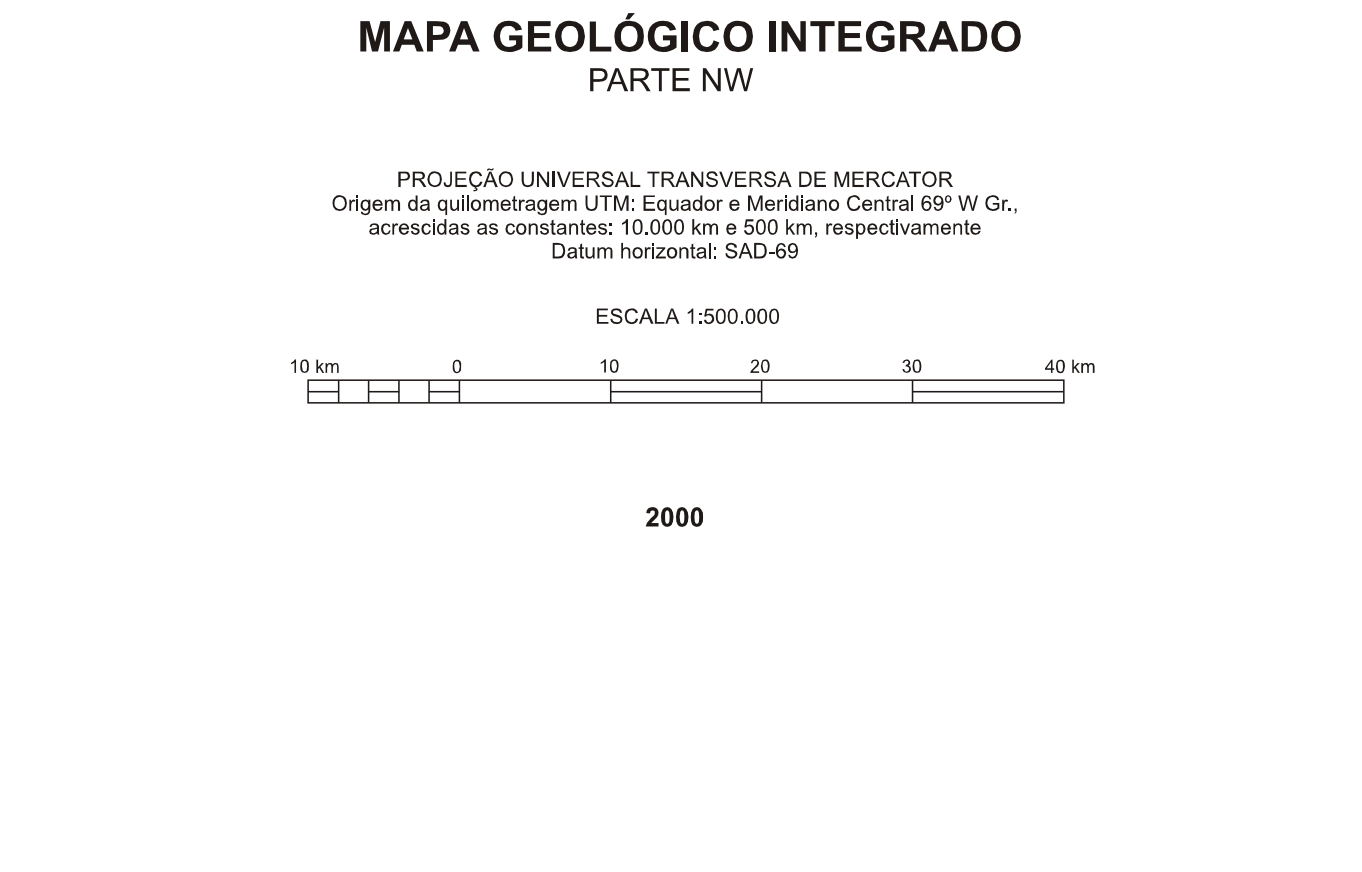 MAPA GEOLÓGICO INTEGRADO
PARTE NW
PROJEÇÃO UNIVERSAL TRANSVERSA DE MERCATOR
Origem da quilometragem UTM: Equador e Meridiano Central 69º W Gr.,
acrescidas as constantes: 10.000 km e 500 km, respectivamente
Datum horizontal: SAD-69
ESCALA 1:500.000
10 km 0 10 20 30 40 km
2000